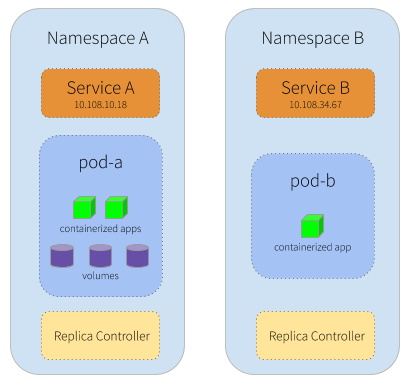 Namespace A
Service A
10.108.10.18
pod-a
containerized apps
volumes
Replica Controller
Namespace B
Service B
10.108.34.67
pod-b
containerized app
Replica Controller